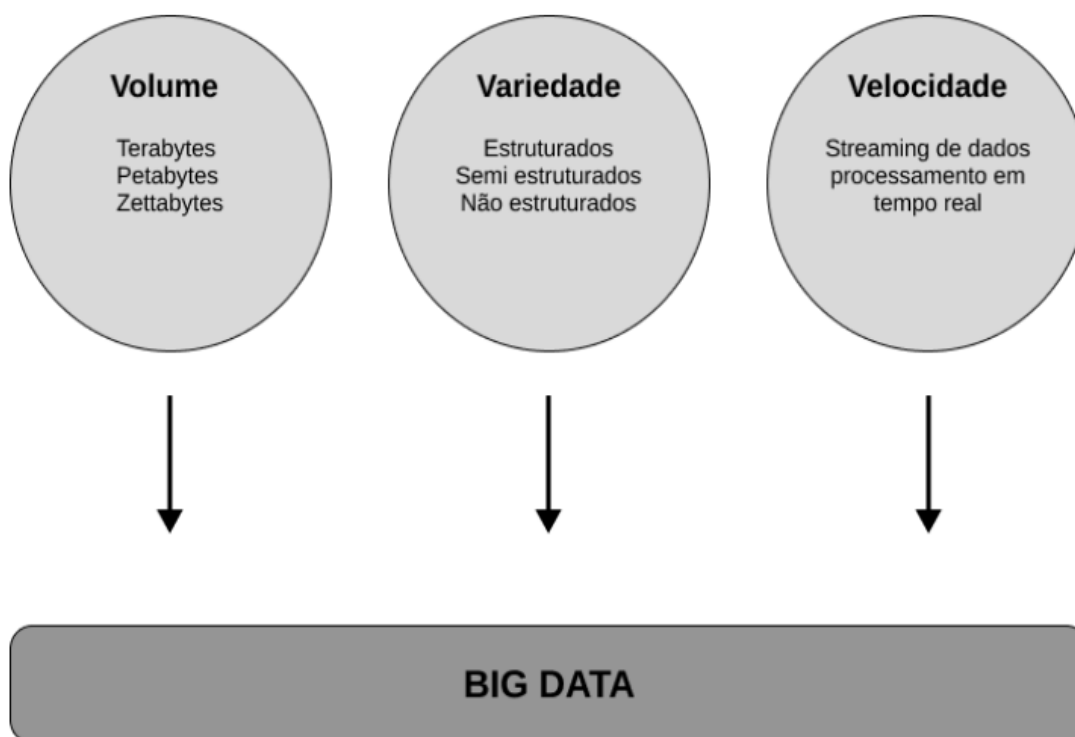 Volume
Terabytes
Petabytes
Zettabytes
Variedade
Estruturados
Semi estruturados
Não estruturados
Velocidade
Streaming de dados
processamento em
tempo real
BIG DATA